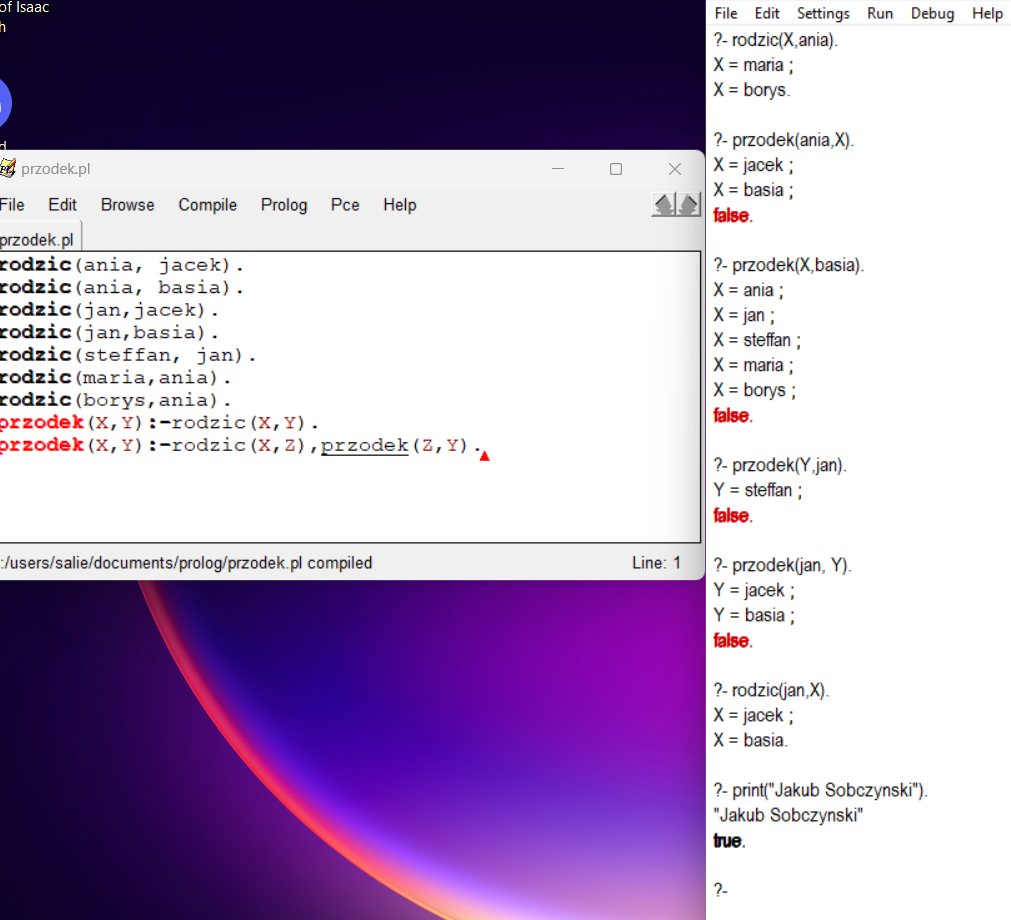 of Isaac
h
d
przodek.pl
File Edit Browse Compile Prolog Pce Help
przodek.pl
rodzic(ania, jacek).
rodzic(ania, basia).
rodzic(jan,jacek).
rodzic(jan,basia).
rodzic(steffan, jan).
rodzic(maria,ania).
rodzic(borys,ania).
przodek(X,Y):-rodzic(X,Y).
przodek(X,Y):-rodzic(X,Z),przodek(Z,Y).
:/users/salie/documents/prolog/przodek.pl compiled Line: 1
File Edit Settings Run Debug Help
?- rodzic(X,ania).
X = maria ;
X = borys.
?- przodek(ania,X).
X = jacek ;
X = basia ;
false.
?- przodek(X,basia).
X = ania ;
X = jan ;
X = steffan ;
X = maria ;
X = borys ;
false.
?- przodek(Y,jan).
Y = steffan ;
false.
?- przodek(jan, Y).
Y = jacek ;
Y = basia ;
false.
?- rodzic(jan,X).
X = jacek ;
X = basia.
?- print("Jakub Sobczynski").
"Jakub Sobczynski"
true.
?-